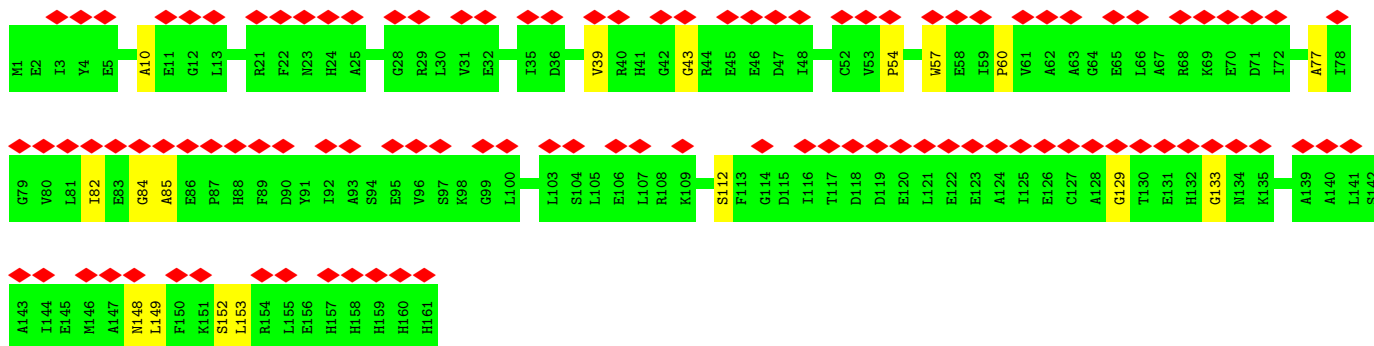 M1 E2 I3 Y4 E5 A10 E11 G12 L13 R21 F22 N23 H24 A25 G28 R29 L30 V31 E32 I35 D36 V39 R40 H41 G42 G43 R44 E45 E46 D47 I48 C52 V53 P54 W57 E58 I59 P60 V61 A62 A63 G64 E65 L66 A67 R68 K69 E70 D71 I72 A77 I78
G79 V80 L81 I82 E83 G84 A85 E86 P87 H88 F89 D90 Y91 I92 A93 S94 E95 V96 S97 K98 G99 L100 L103 S104 L105 E106 L107 R108 K109 S112 F113 G114 D115 I116 T117 D118 D119 E120 L121 E122 E123 A124 I125 E126 C127 A128 G129 T130 E131 H132 G133 N134 K135 A139 A140 L141 S142
A143 I144 E145 M146 A147 N148 L149 F150 K151 S152 L153 R154 L155 E156 H157 H158 H159 H160 H161